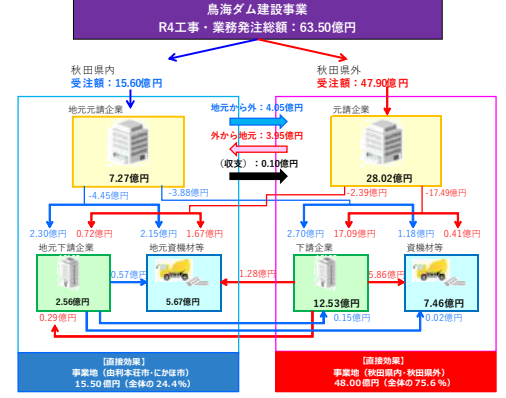 鳥海ダム建設事業
R4工事・業務発注総額：63.50億円
秋田県内
受注額：15.60億円
秋田県外
受注額：47.90億円
地元元請企業
地元から外：4.05億円
元請企業
外から地元：3.95億円
（収支）：0.10億円
7.27億円
28.02億円
-4.45億円
-3.88億円
-2.39億円
-17.49億円
2.30億円
0.72億円
2.15億円
1.67億円
2.70億円
17.09億円
1.18億円
0.41億円
地元下請企業
地元資機材等
下請企業
資機材等
0.57億円
1.28億円
5.86億円
2.56億円
5.67億円
12.53億円
7.46億円
0.29億円
0.15億円
0.02億円
【直接効果】
事業地（由利本荘市・にかほ市）
15.50億円（全体の24.4%）
【直接効果】
事業地（秋田県内・秋田県外）
48.00億円（全体の75.6％）